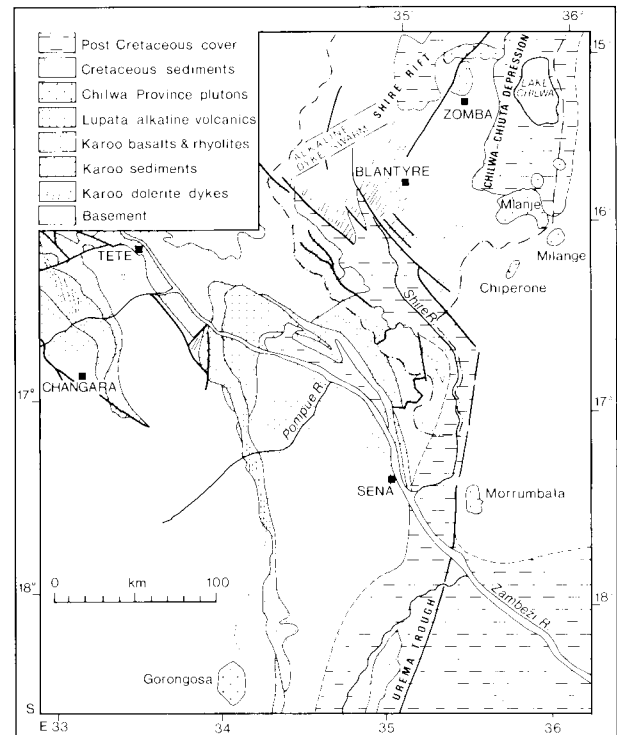 35°
36°
Post Cretaceous cover
Cretaceous sediments
Chilwa Province plutons
Lupata alkaline volcanics
Karoo basalts & rhyolites
Karoo sediments
Karoo dolerite dykes
Basement
15°
SHIRE RIFT
ALKALINE
DYKE SWARM
ZOMBA
LAKE
CHILWA
CHILWA-CHIUTA DEPRESSION
BLANTYRE
Mlanje
16°
Milange
Chiperone
TETE
Shire R.
CHANGARA
17°
17°
Pompue R.
SENA
Morrumbala
18°
0 km 100
18°
Zambezi R.
UREMA TROUGH
Gorongosa
S
E 33
34
35
36